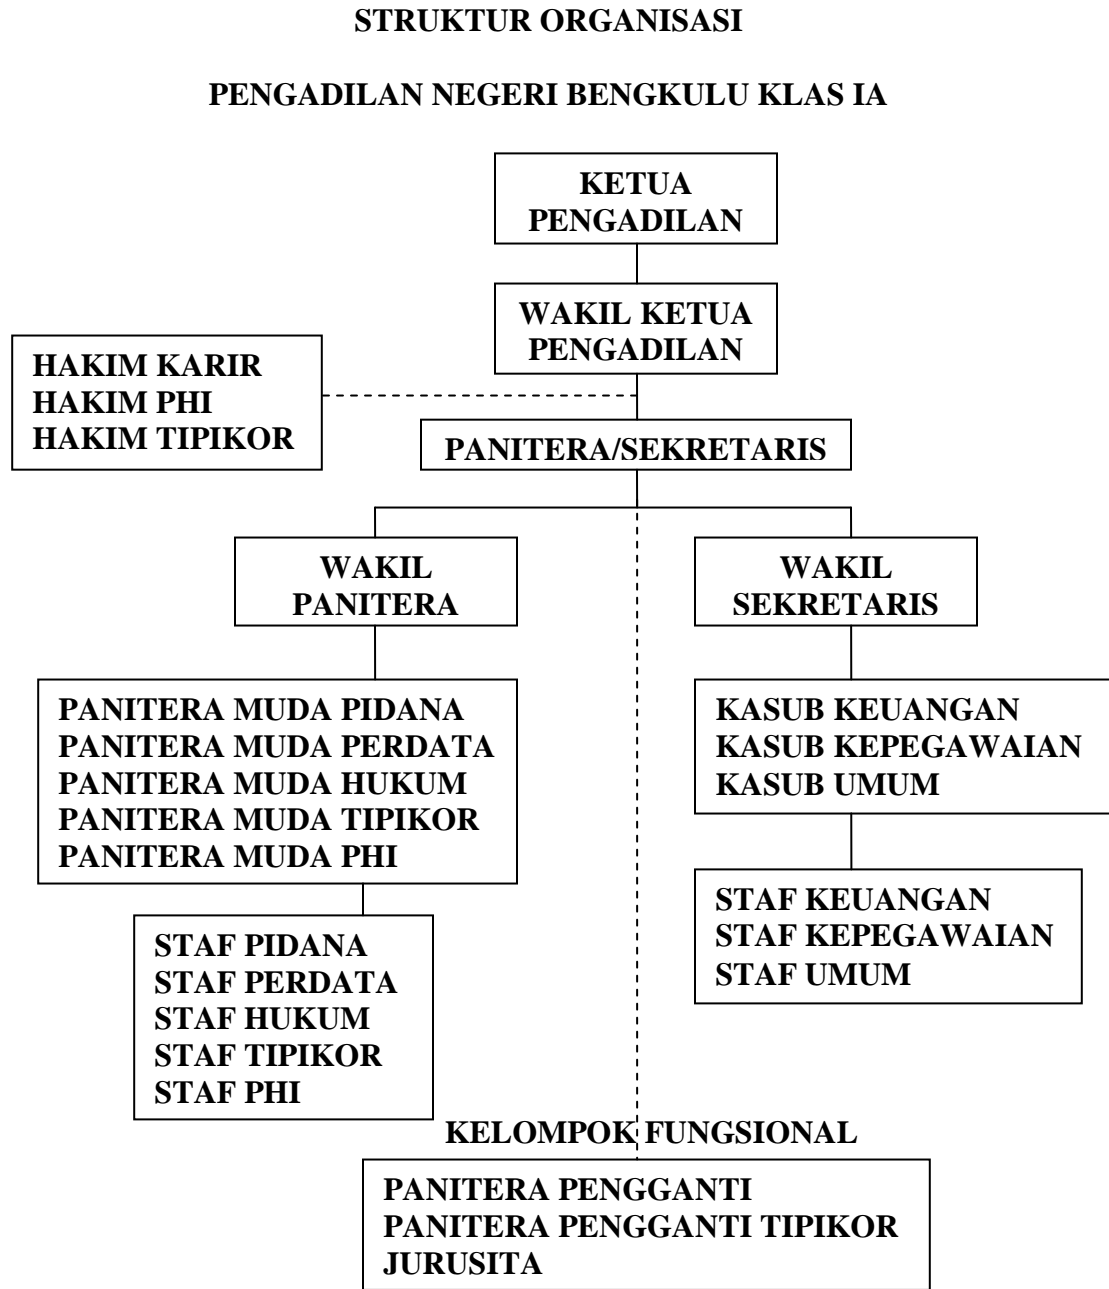 STRUKTUR ORGANISASI
PENGADILAN NEGERI BENGKULU KLAS IA
KETUA
PENGADILAN
WAKIL KETUA
PENGADILAN
HAKIM KARIR
HAKIM PHI
HAKIM TIPIKOR
PANITERA/SEKRETARIS
WAKIL
PANITERA
WAKIL
SEKRETARIS
PANITERA MUDA PIDANA
PANITERA MUDA PERDATA
PANITERA MUDA HUKUM
PANITERA MUDA TIPIKOR
PANITERA MUDA PHI
KASUB KEUANGAN
KASUB KEPEGAWAIAN
KASUB UMUM
STAF PIDANA
STAF PERDATA
STAF HUKUM
STAF TIPIKOR
STAF PHI
STAF KEUANGAN
STAF KEPEGAWAIAN
STAF UMUM
KELOMPOK FUNGSIONAL
PANITERA PENGGANTI
PANITERA PENGGANTI TIPIKOR
JURUSITA